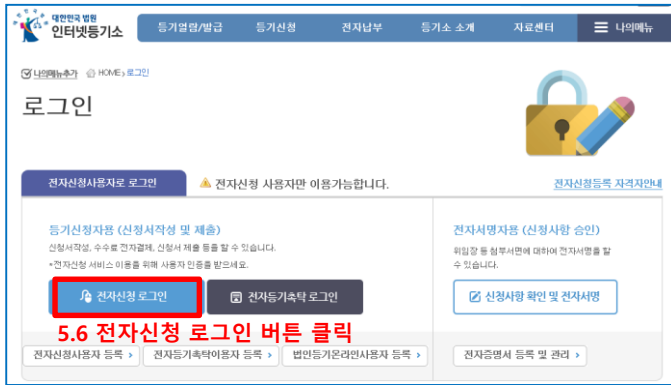 대한민국 법원
인터넷등기소
등기열람/발급 등기신청 전자납부 등기소 소개 자료센터 나의메뉴
나의메뉴추가 HOME > 로그인
로그인
전자신청사용자로 로그인 전자신청 사용자만 이용가능합니다. 전자신청등록 자격자안내
등기신청자용 (신청서작성 및 제출)
신청서작성, 수수료 전자결제, 신청서 제출 등을 할 수 있습니다.
*전자신청 서비스 이용을 위해 사용자 인증을 받으세요.
전자신청 로그인 전자등기촉탁 로그인
전자서명자용 (신청사항 승인)
위임장 등 첨부서면에 대하여 전자서명을 할
수 있습니다.
신청사항 확인 및 전자서명
5.6 전자신청 로그인 버튼 클릭
전자신청사용자 등록 > 전자등기촉탁이용자 등록 > 법인등기온라인사용자 등록 > 전자증명서 등록 및 관리 >